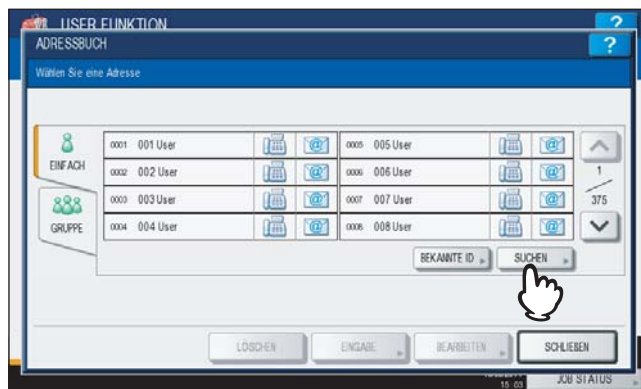 USER FUNKTION
?
ADRESSBUCH
?
Wählen Sie eine Adresse
EINFACH
0001 001 User
0005 005 User
0002 002 User
0006 006 User
1
375
GRUPPE
0003 003 User
0007 007 User
0004 004 User
0008 008 User
BEKANNTE ID
SUCHEN
LÖSCHEN
EINGABE
BEARBEITEN
SCHLIEßEN
15:03
JOB STATUS